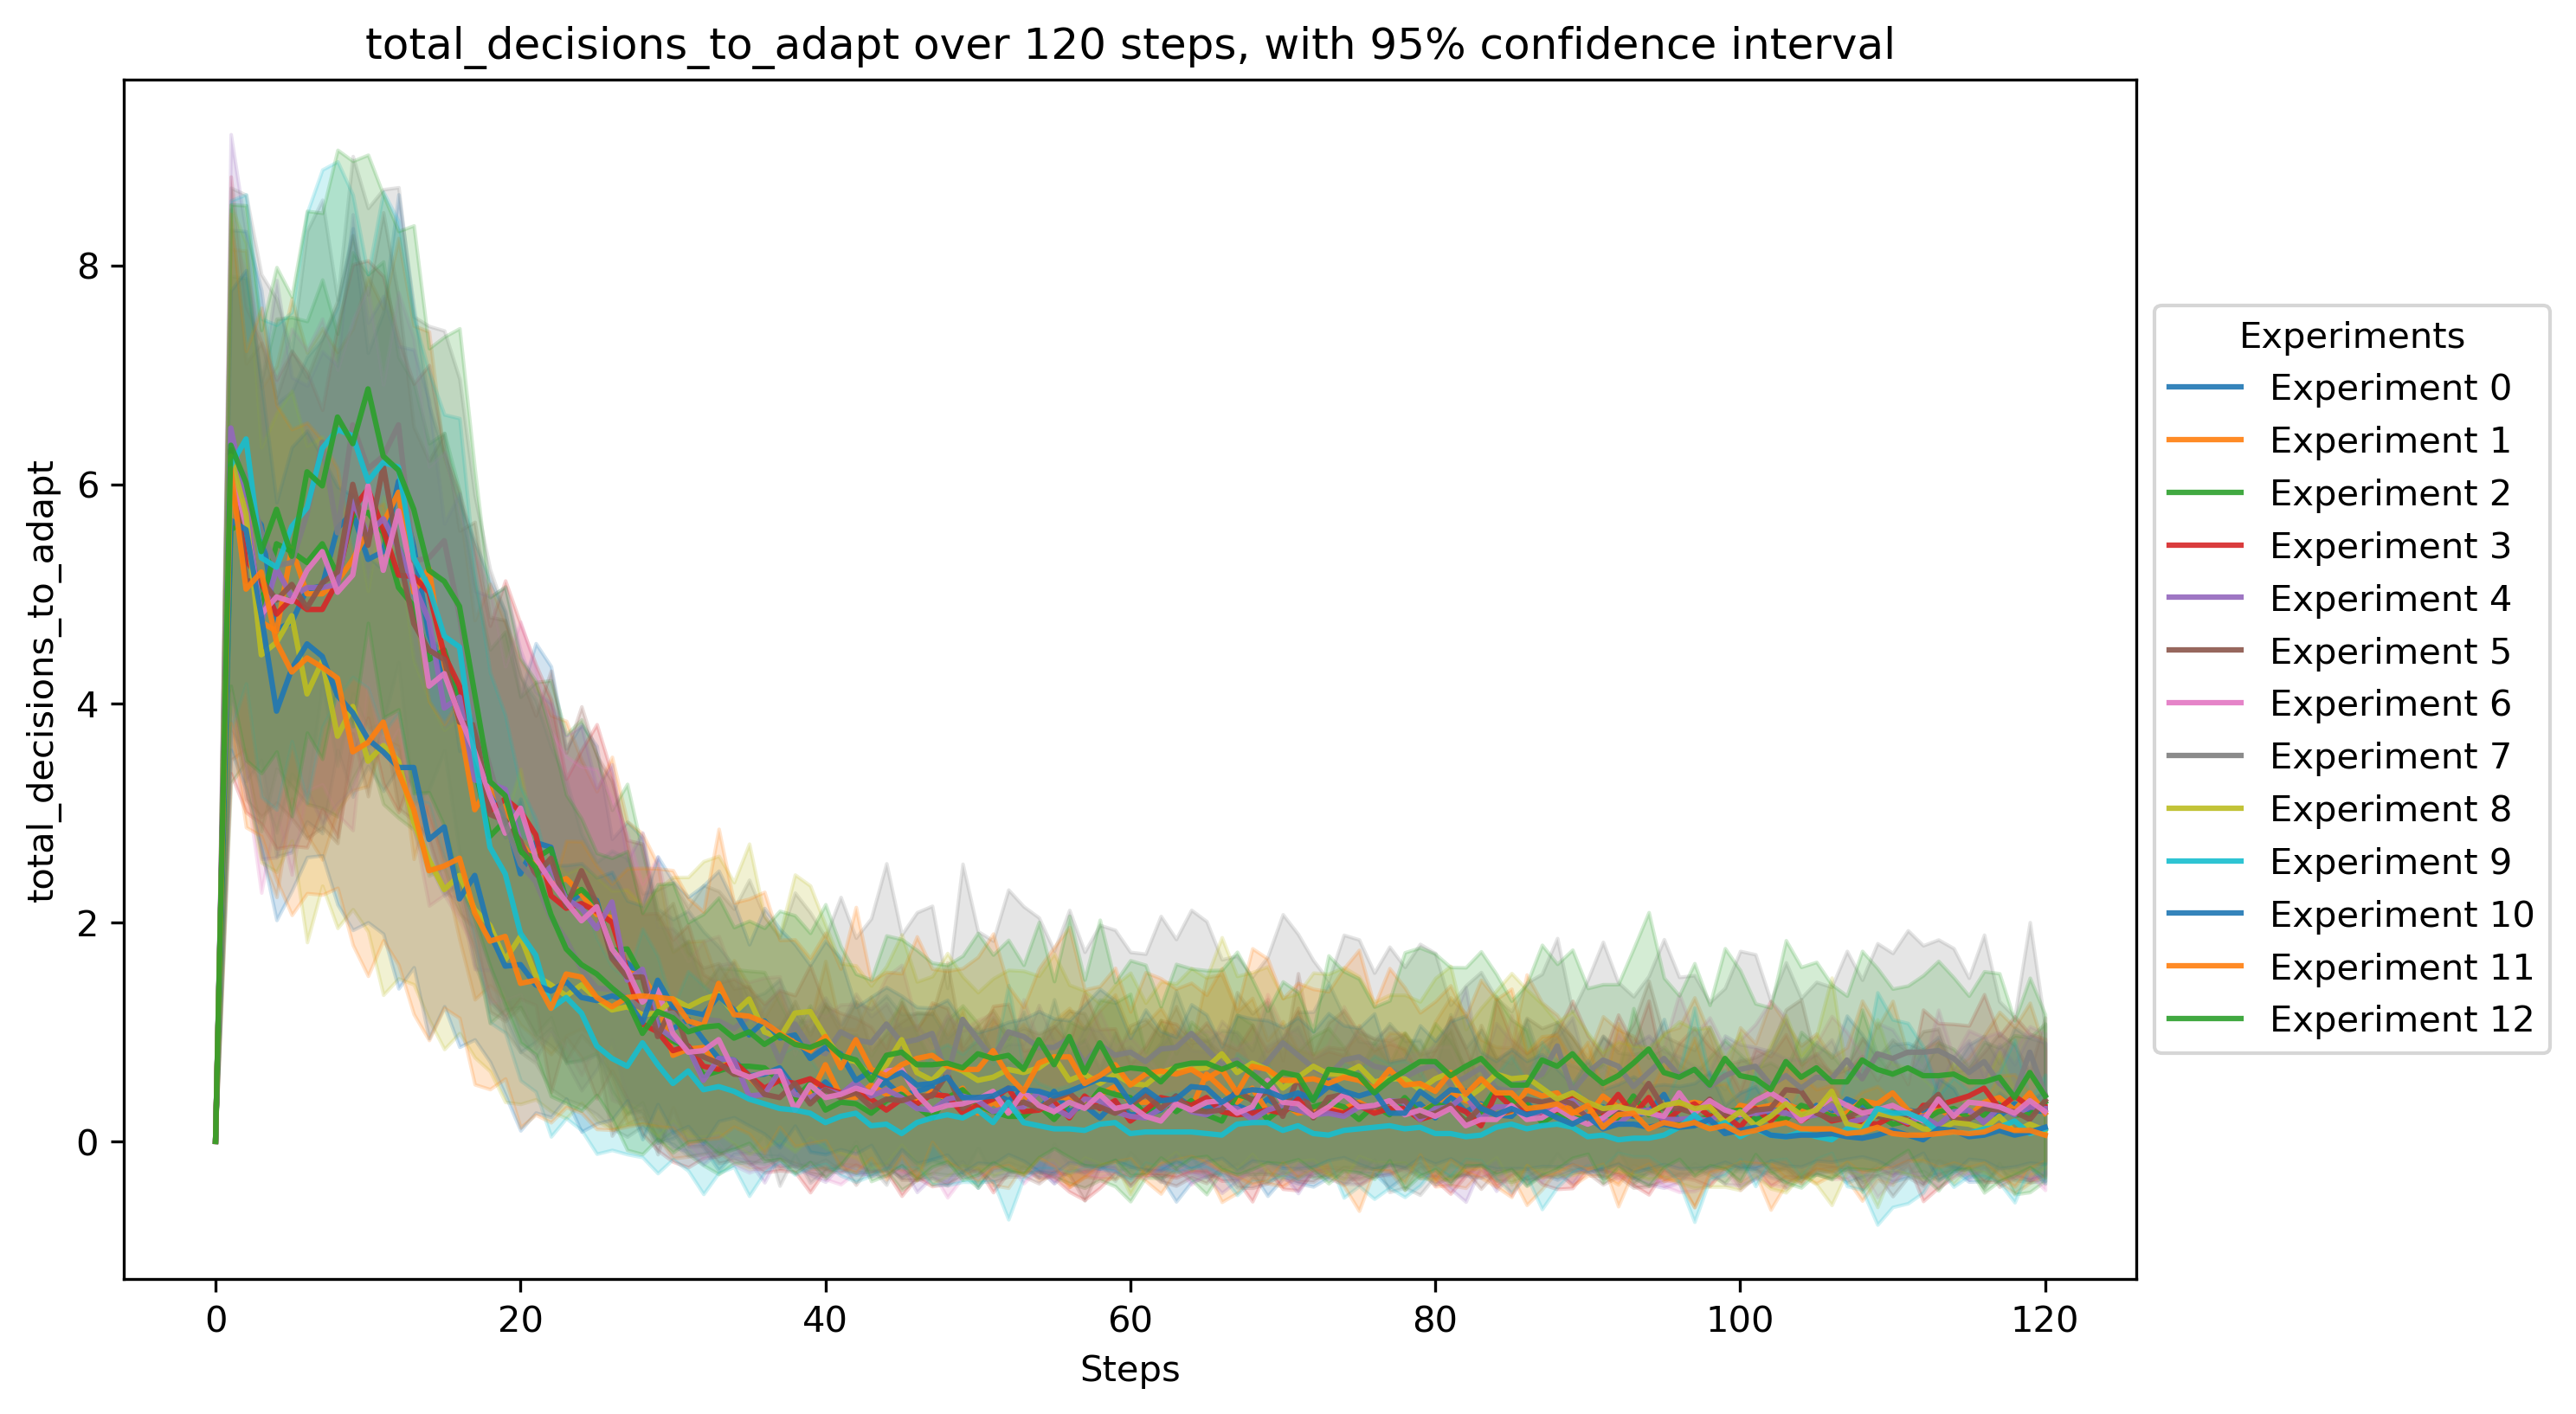 total_decisions_to_adapt over 120 steps, with 95% confidence interval
total_decisions_to_adapt
8
6
4
2
0
0 20 40 60 80 100 120
Steps
Experiments
Experiment 0
Experiment 1
Experiment 2
Experiment 3
Experiment 4
Experiment 5
Experiment 6
Experiment 7
Experiment 8
Experiment 9
Experiment 10
Experiment 11
Experiment 12